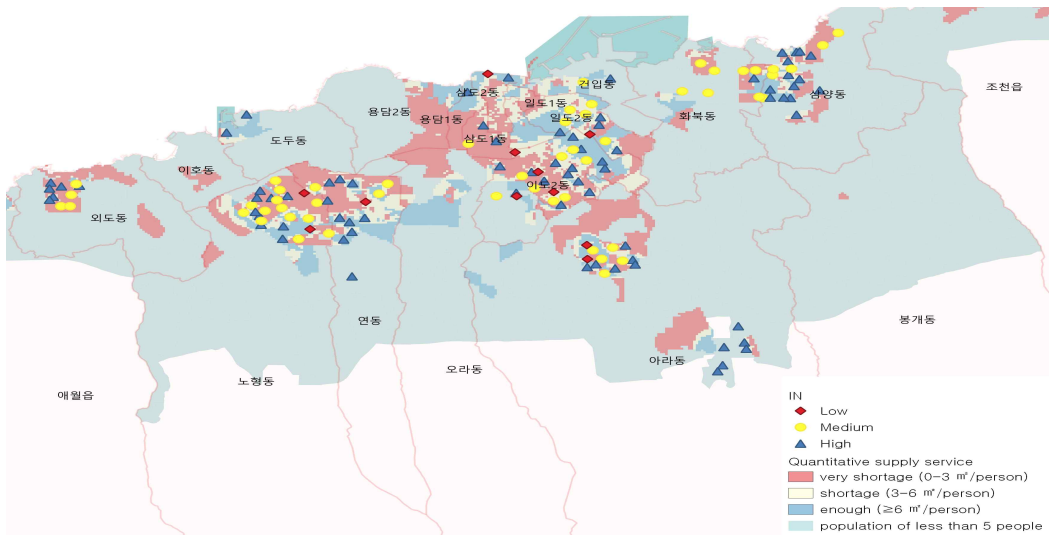 조천읍
건입동
삼도2동
일도1동
용담2동
용담1동
일도2동
삼양동
화북동
도두동
삼도1동
이호동
이도2동
외도동
연동
봉개동
아라동
오라동
노형동
애월읍
IN
Low
Medium
High
Quantitative supply service
very shortage (0-3 ㎡/person)
shortage (3-6 ㎡/person)
enough (≥6 ㎡/person)
population of less than 5 people